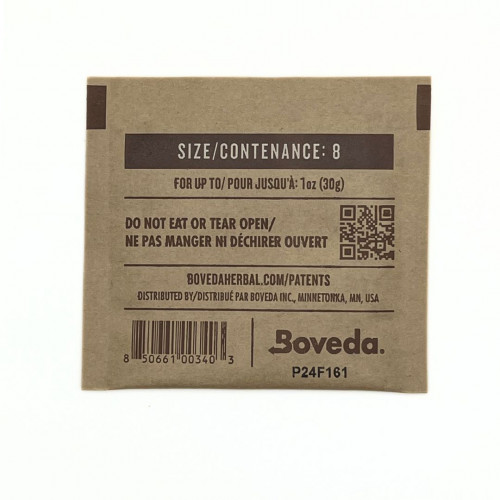 SIZE/CONTENANCE: 8
FOR UP TO/ POUR JUSQU'À: 1oz (30g)
DO NOT EAT OR TEAR OPEN/
NE PAS MANGER NI DÉCHIRER OUVERT
BOVEDAHERBAL.COM/PATENTS
DISTRIBUTED BY/DISTRIBUÉ PAR BOVEDA INC., MINNETONKA, MN, USA
8 50661 00340 3
Boveda.
P24F161